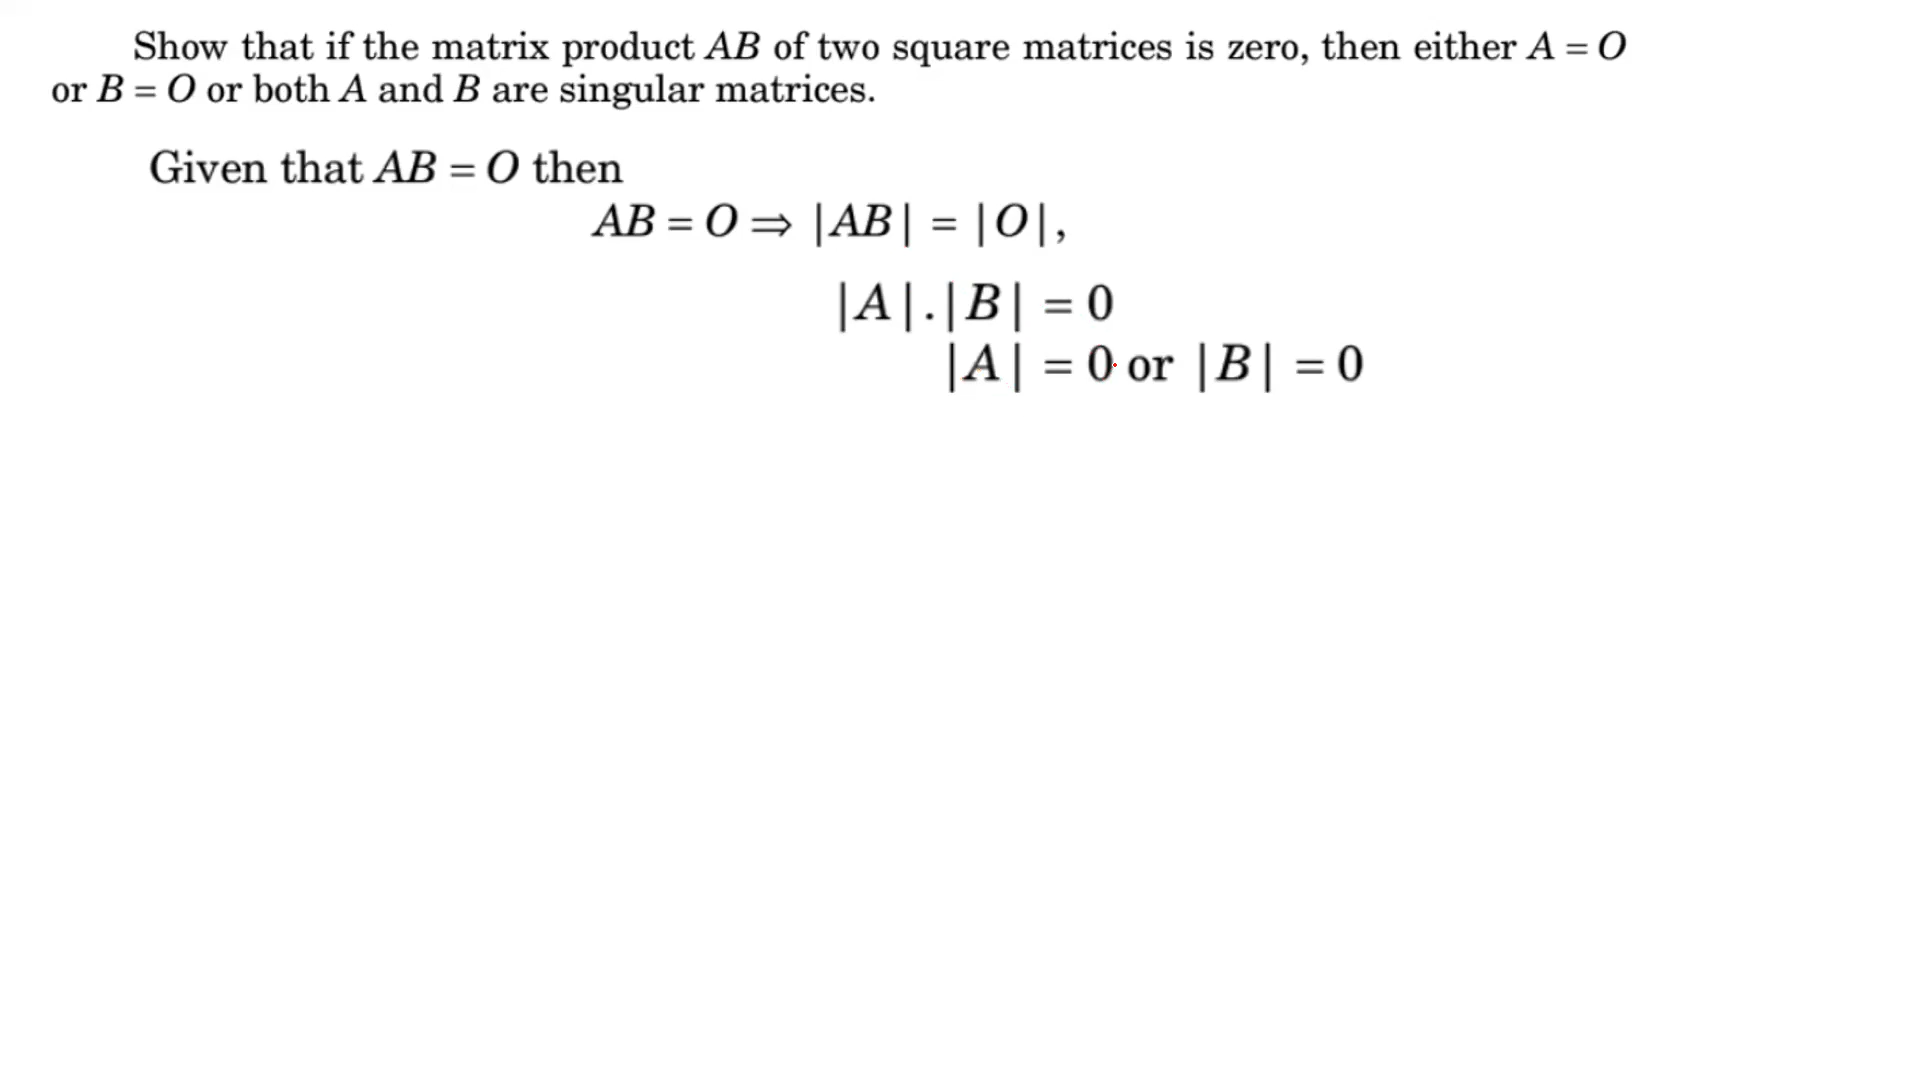 Show that if the matrix product AB of two square matrices is zero, then either A = O
or B = O or both A and B are singular matrices.
Given that AB = O then
AB = O ⇒ |AB| = |O|,
|A|.|B| = 0
|A| = 0 or |B| = 0